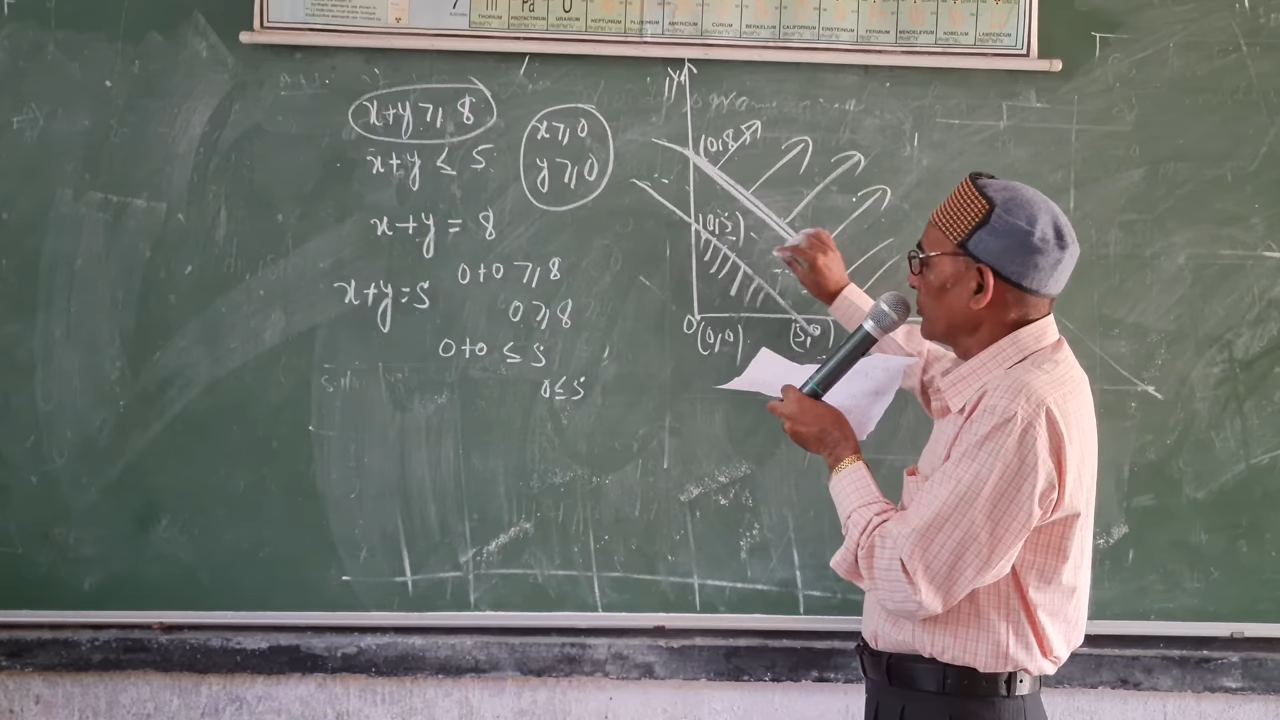 THORIUM PROTACTINIUM URANIUM NEPTUNIUM PLUTONIUM AMERICIUM CURIUM BERKELIUM CALIFORNIUM EINSTEINIUM FERMIUM MENDELEVIUM NOBELIUM LAWRENCIUM
x+y ≥ 8
x+y ≤ 5
x ≥ 0
y ≥ 0
x+y = 8
x+y = 5
0+0 ≥ 8
0 ≥ 8
0+0 ≤ 5
0 ≤ 5
y
(0,8)
(0,5)
0
(0,0)
(5,0)